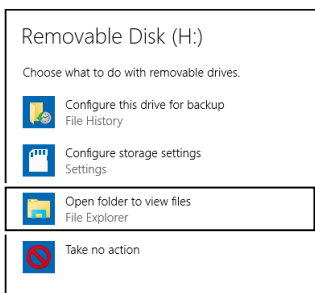 Removable Disk (H:)
Choose what to do with removable drives.
Configure this drive for backup
File History
Configure storage settings
Settings
Open folder to view files
File Explorer
Take no action